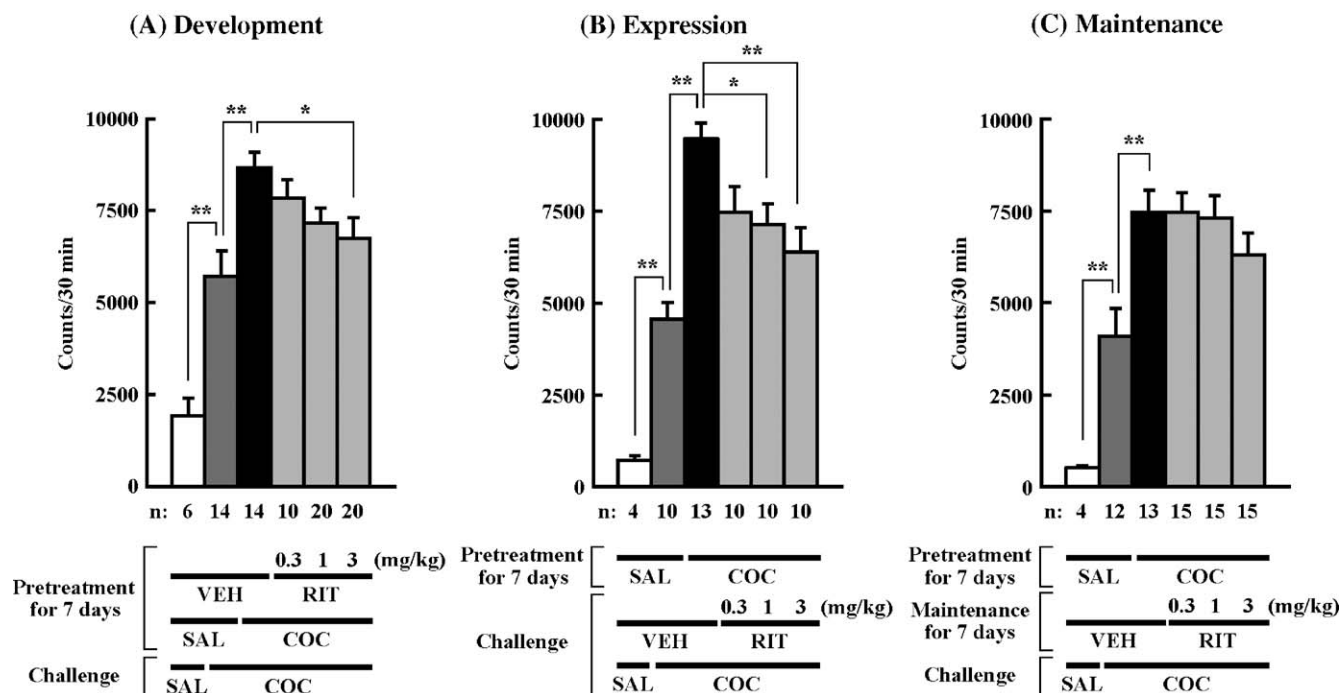 (A) Development
**
*
**
10000
7500
5000
2500
0
Counts/30 min
n: 6 14 14 10 20 20
Pretreatment for 7 days
0.3 1 3 (mg/kg)
VEH RIT
SAL COC
Challenge
SAL COC
(B) Expression
**
**
*
**
10000
7500
5000
2500
0
Counts/30 min
n: 4 10 13 10 10 10
Pretreatment
for 7 days
SAL COC
0.3 1 3 (mg/kg)
Challenge
VEH RIT
SAL COC
(C) Maintenance
**
**
10000
7500
5000
2500
0
Counts/30 min
n: 4 12 13 15 15 15
Pretreatment
for 7 days
SAL COC
Maintenance
for 7 days
0.3 1 3 (mg/kg)
VEH RIT
Challenge
SAL COC